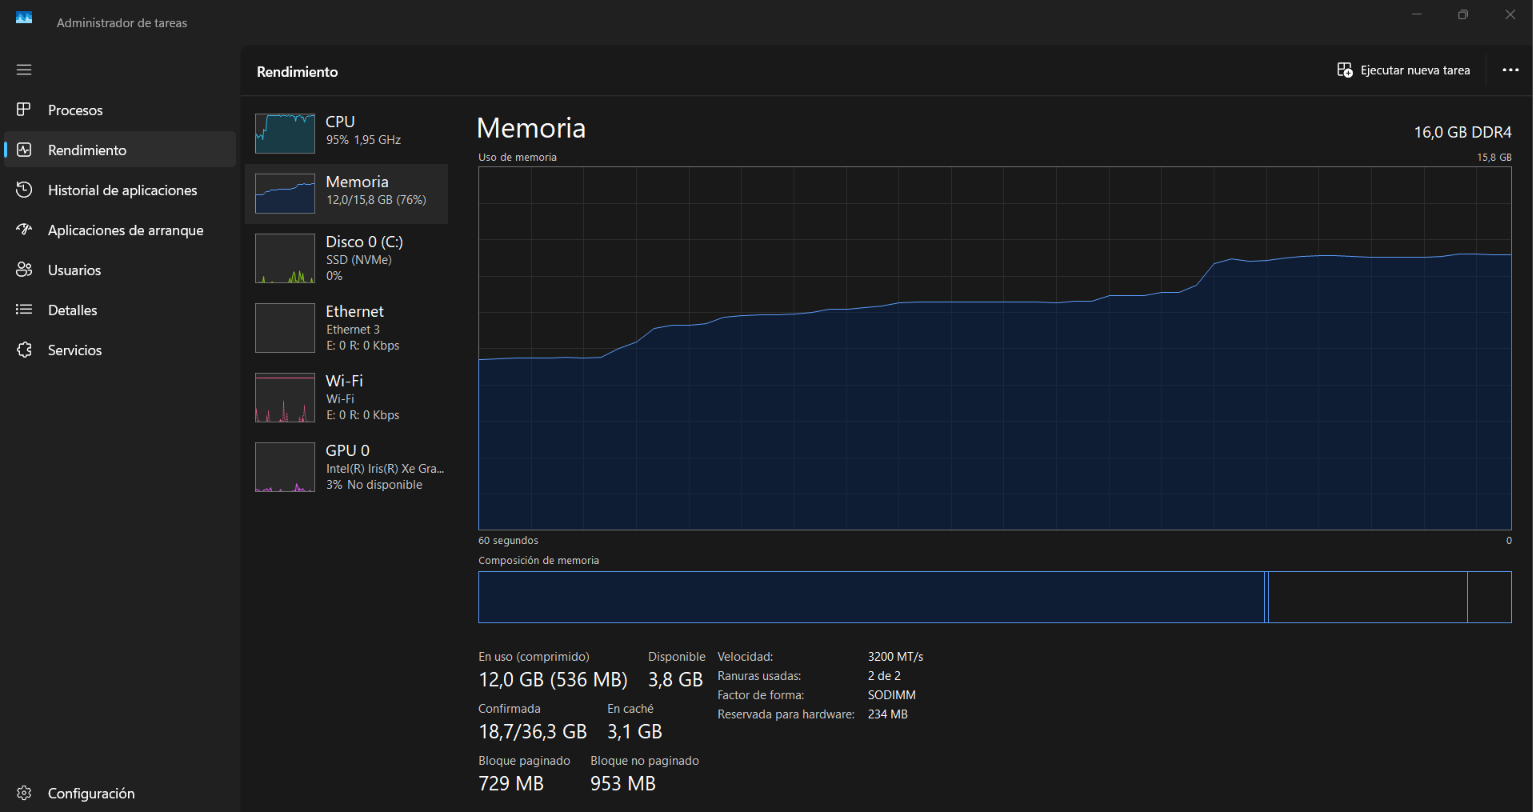 Administrador de tareas
Rendimiento
Ejecutar nueva tarea
Procesos
Rendimiento
Historial de aplicaciones
Aplicaciones de arranque
Usuarios
Detalles
Servicios
Configuración
CPU
95% 1,95 GHz
Memoria
12,0/15,8 GB (76%)
Disco 0 (C:)
SSD (NVMe)
0%
Ethernet
Ethernet 3
E: 0 R: 0 Kbps
Wi-Fi
Wi-Fi
E: 0 R: 0 Kbps
GPU 0
Intel(R) Iris(R) Xe Gra...
3% No disponible
Memoria
16,0 GB DDR4
Uso de memoria
15,8 GB
60 segundos
0
Composición de memoria
En uso (comprimido)
12,0 GB (536 MB)
Disponible
3,8 GB
Confirmada
18,7/36,3 GB
En caché
3,1 GB
Bloque paginado
729 MB
Bloque no paginado
953 MB
Velocidad: 3200 MT/s
Ranuras usadas: 2 de 2
Factor de forma: SODIMM
Reservada para hardware: 234 MB